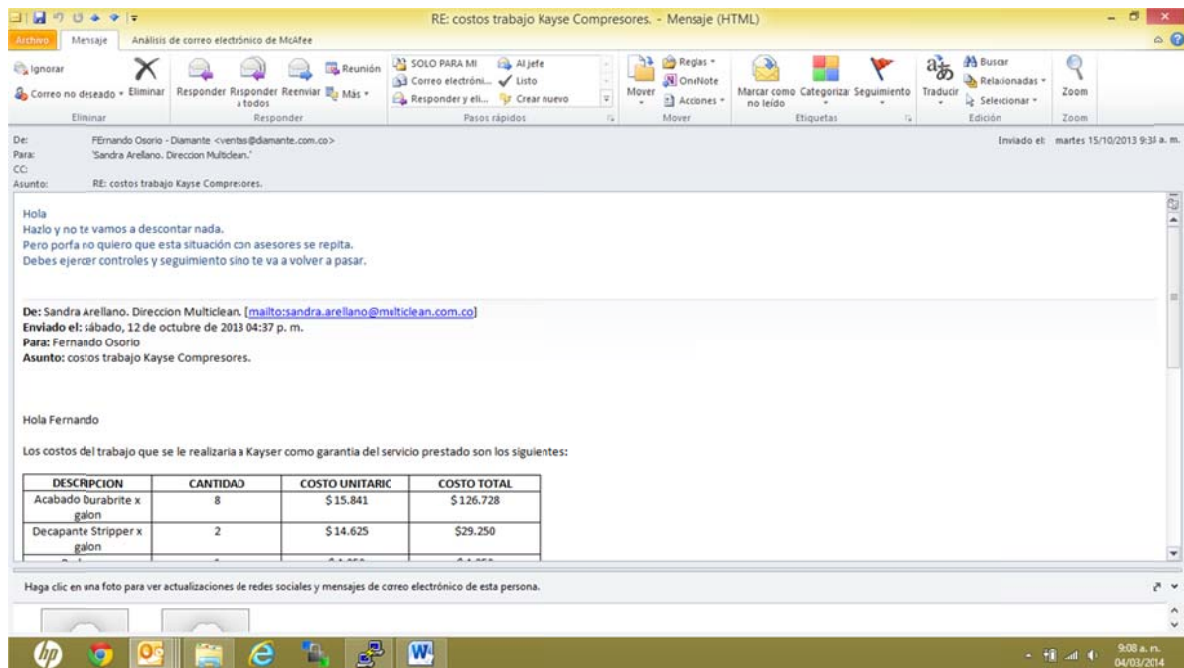 RE: costos trabajo Kayse Compresores. - Mensaje (HTML)
Archivo Mensaje Análisis de correo electrónico de McAfee
Ignorar
Correo no deseado
Eliminar
Responder
Responder a todos
Reenviar
Reunión
Más
SOLO PARA MI
Correo electróni...
Responder y eli...
Al jefe
Listo
Crear nuevo
Mover
Reglas
OneNote
Acciones
Marcar como no leído
Categorizar
Seguimiento
Traducir
Buscar
Relacionadas
Seleccionar
Zoom
Eliminar Responder Pasos rápidos Mover Etiquetas Edición Zoom
De: FErnando Osorio - Diamante <ventas@diamante.com.co> Enviado el: martes 15/10/2013
Para: 'Sandra Arellano. Direccion Multiclean.'
CC:
Asunto: RE: costos trabajo Kayse Compresores.
Hola
Hazlo y no te vamos a descontar nada.
Pero porfa no quiero que esta situación con asesores se repita.
Debes ejercer controles y seguimiento sino te va a volver a pasar.
De: Sandra Arellano. Direccion Multiclean. [mailto:sandra.arellano@multiclean.com.co]
Enviado el: sábado, 12 de octubre de 2013 04:37 p. m.
Para: Fernando Osorio
Asunto: costos trabajo Kayse Compresores.
Hola Fernando
Los costos del trabajo que se le realizaria a Kayser como garantia del servicio prestado son los siguientes:
DESCRIPCION CANTIDAD COSTO UNITARIO COSTO TOTAL
Acabado Durabrite x galon 8 $15.841 $126.728
Decapante Stripper x galon 2 $14.625 $29.250
Haga clic en una foto para ver actualizaciones de redes sociales y mensajes de correo electrónico de esta persona.
hp
9:08 a. m.
04/03/2014